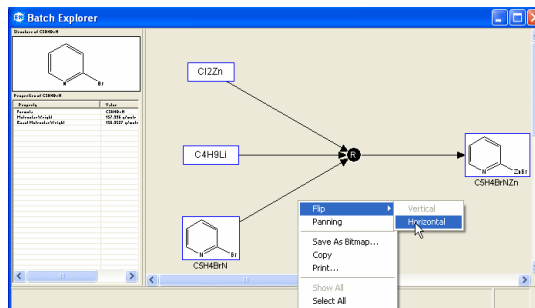 Batch Explorer
Structure of C5H4BrN
N
Br
Properties of C5H4BrN
Property Value
Formula C5H4BrN
Molecular Weight
Exact Molecular Weight
Cl2Zn
C4H9Li
R
N
Br
C5H4BrN
N
ZnBr
C5H4BrNZn
Flip
Panning
Save As Bitmap...
Copy
Print...
Show All
Select All
Vertical
Horizontal